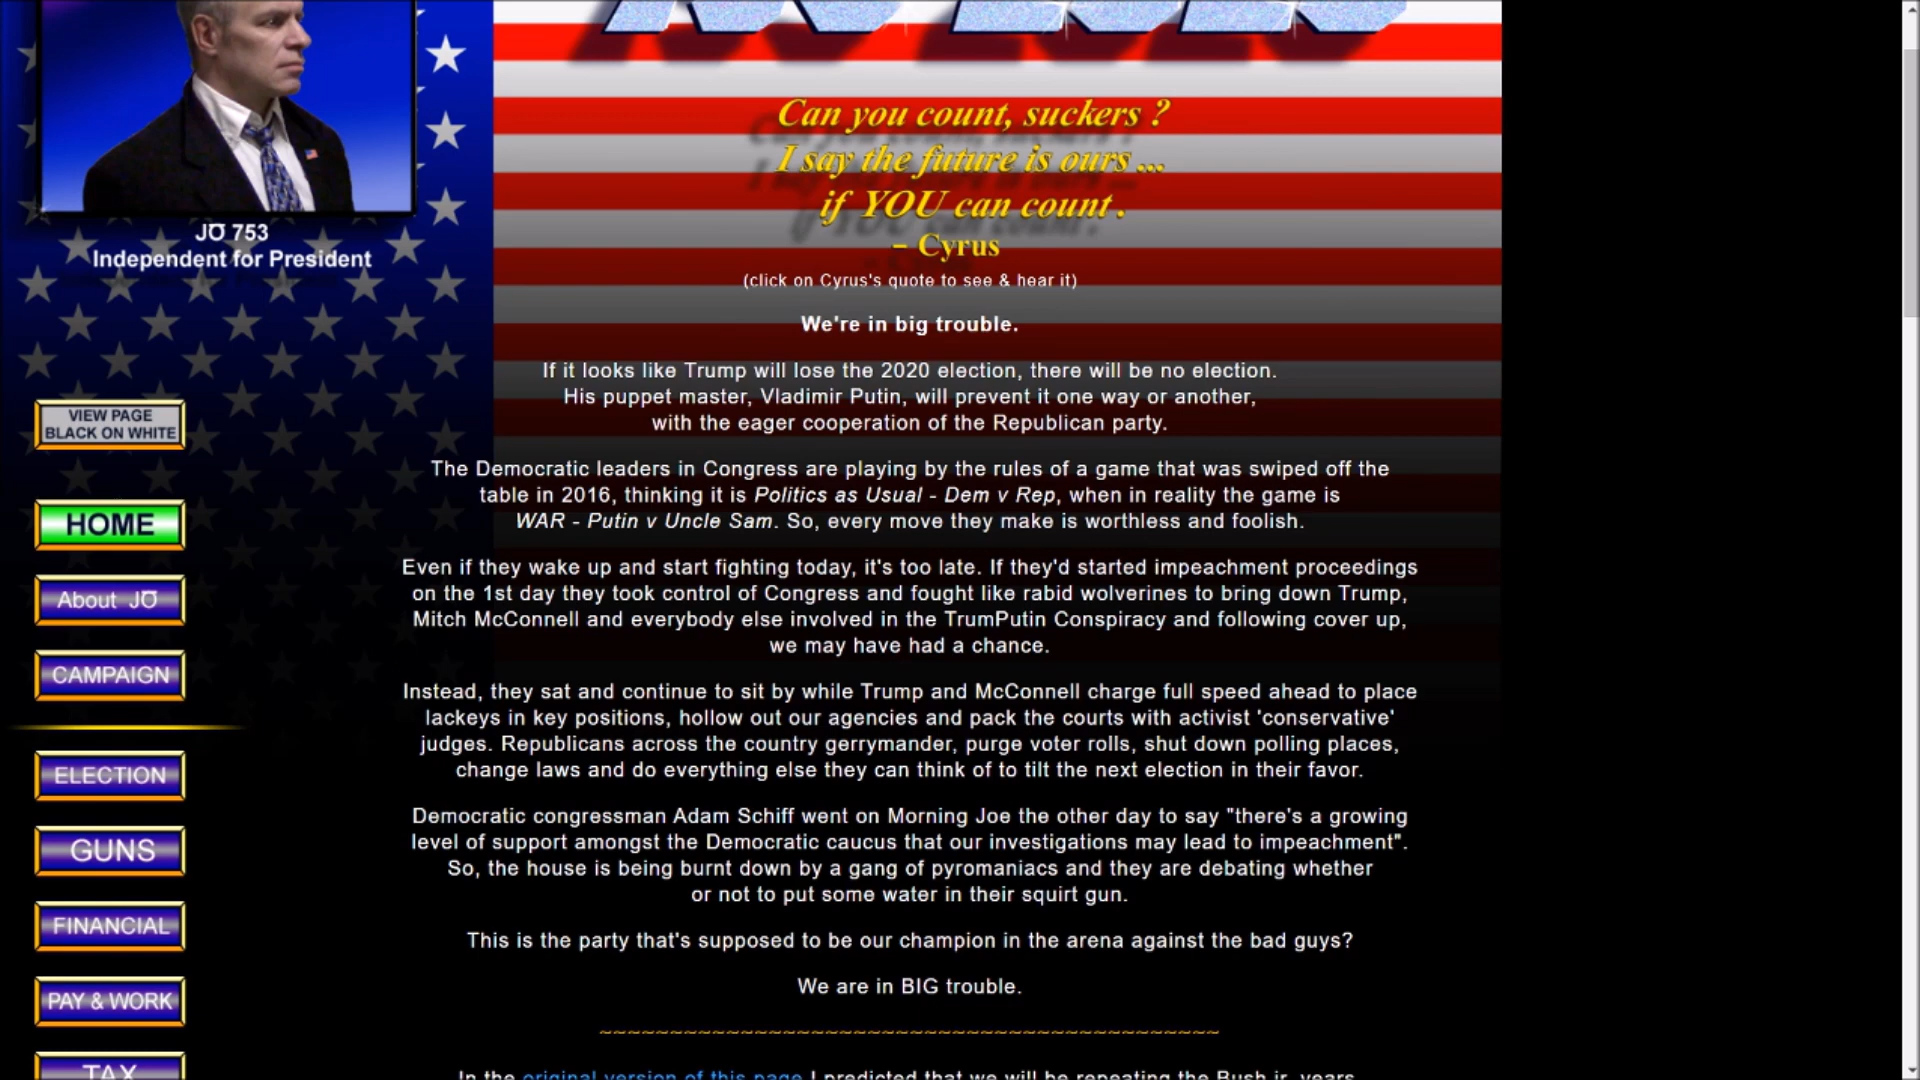 JO 753
Independent for President
VIEW PAGE
BLACK ON WHITE
HOME
About JO
CAMPAIGN
ELECTION
GUNS
FINANCIAL
PAY & WORK
TAX
Can you count, suckers ?
I say the future is ours ...
if YOU can count .
– Cyrus
(click on Cyrus's quote to see & hear it)
We're in big trouble.
If it looks like Trump will lose the 2020 election, there will be no election.
His puppet master, Vladimir Putin, will prevent it one way or another,
with the eager cooperation of the Republican party.
The Democratic leaders in Congress are playing by the rules of a game that was swiped off the
table in 2016, thinking it is Politics as Usual - Dem v Rep, when in reality the game is
WAR - Putin v Uncle Sam. So, every move they make is worthless and foolish.
Even if they wake up and start fighting today, it's too late. If they'd started impeachment proceedings
on the 1st day they took control of Congress and fought like rabid wolverines to bring down Trump,
Mitch McConnell and everybody else involved in the TrumPutin Conspiracy and following cover up,
we may have had a chance.
Instead, they sat and continue to sit by while Trump and McConnell charge full speed ahead to place
lackeys in key positions, hollow out our agencies and pack the courts with activist 'conservative'
judges. Republicans across the country gerrymander, purge voter rolls, shut down polling places,
change laws and do everything else they can think of to tilt the next election in their favor.
Democratic congressman Adam Schiff went on Morning Joe the other day to say "there's a growing
level of support amongst the Democratic caucus that our investigations may lead to impeachment".
So, the house is being burnt down by a gang of pyromaniacs and they are debating whether
or not to put some water in their squirt gun.
This is the party that's supposed to be our champion in the arena against the bad guys?
We are in BIG trouble.
~~~~~~~~~~~~~~~~~~~~~~~~~~~~~~~~~~~~~~~~~~~~
In the original version of this page I predicted that we will be repeating the Bush jr. years